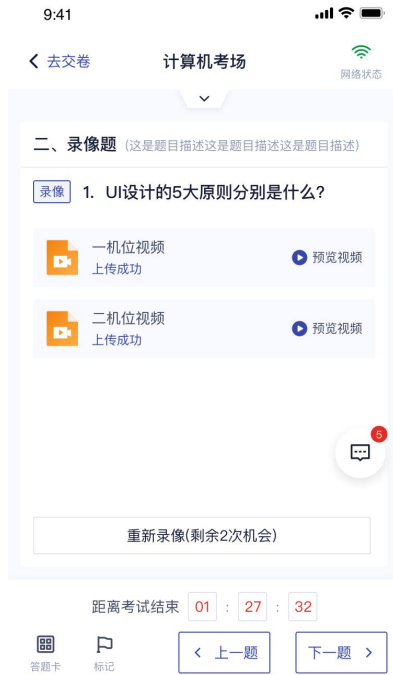 9:41
去交卷
计算机考场
网络状态
二、录像题 (这是题目描述这是题目描述这是题目描述)
录像 1. UI设计的5大原则分别是什么?
一机位视频
上传成功
预览视频
二机位视频
上传成功
预览视频
5
重新录像(剩余2次机会)
距离考试结束 01 : 27 : 32
答题卡
标记
上一题
下一题